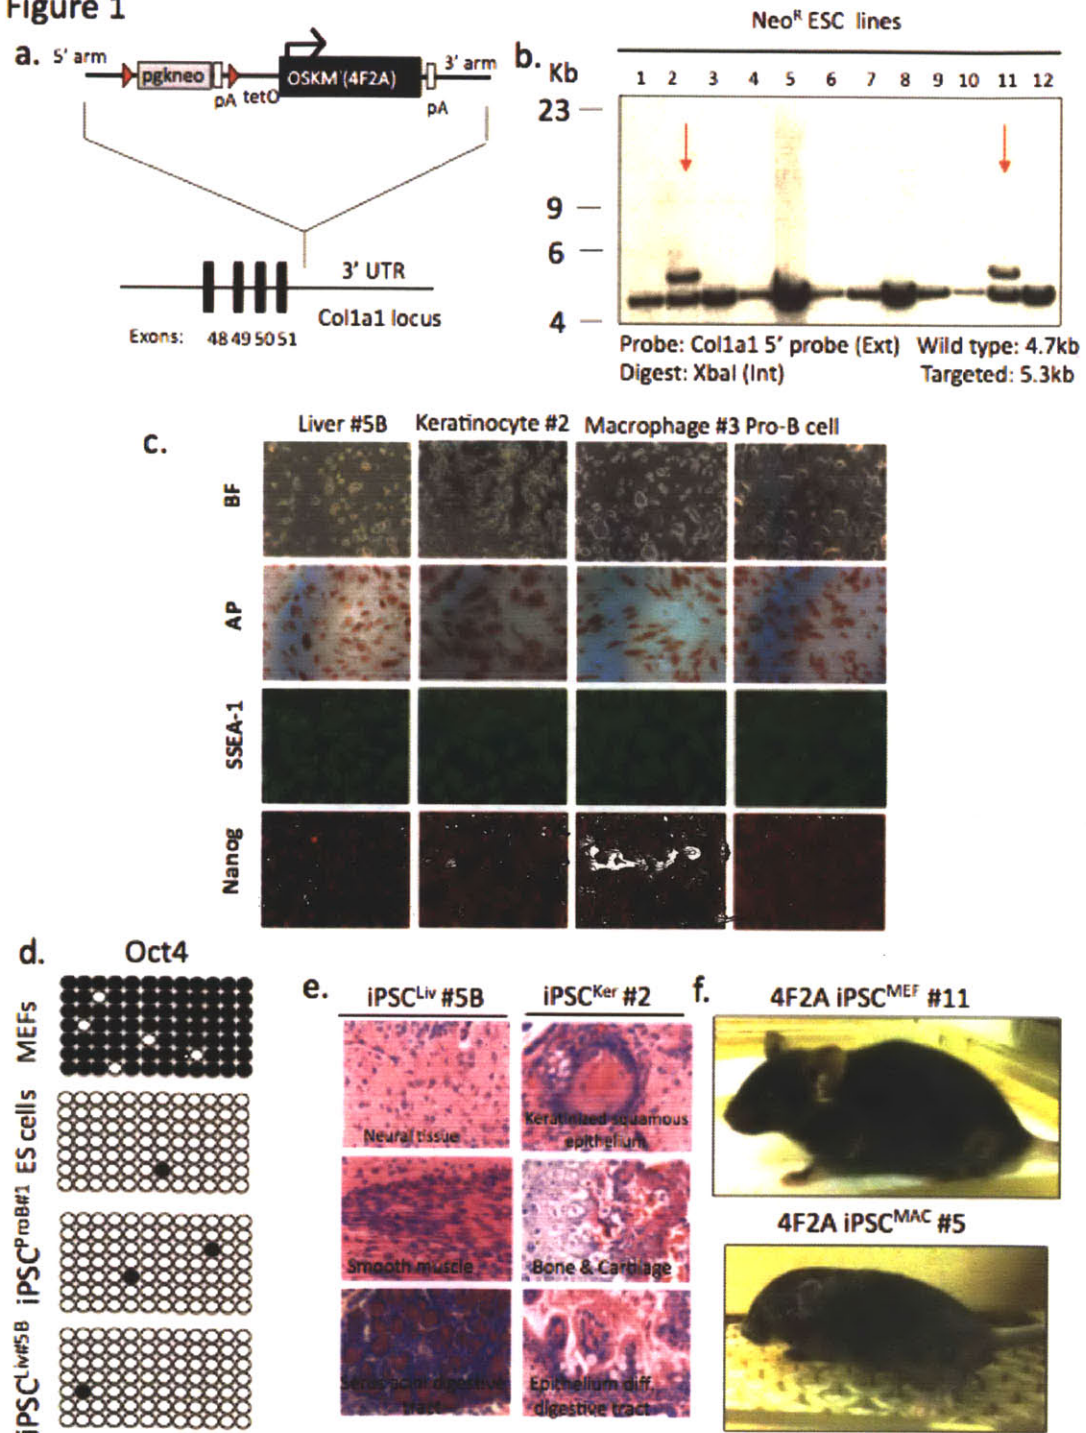 Figure 1
a.
5' arm
pgkneo
OSKM (4F2A)
3' arm
pA
tetO
pA
3' UTR
Col1a1 locus
Exons: 48 49 50 51
b.
Neo^R ESC lines
Kb
1 2 3 4 5 6 7 8 9 10 11 12
23
9
6
4
Probe: Col1a1 5' probe (Ext) Wild type: 4.7kb
Digest: XbaI (Int) Targeted: 5.3kb
c.
Liver #5B Keratinocyte #2 Macrophage #3 Pro-B cell
BF
AP
SSEA-1
Nanog
d.
Oct4
MEFs
ES cells
iPSC^ProB#1
iPSC^Liv#5B
e.
iPSC^Liv #5B iPSC^Ker #2
Neural tissue
Keratinized squamous
epithelium
Smooth muscle
Bone & Cartilage
Serus acini digestive
tract
Epithelium diff.
digestive tract
f.
4F2A iPSC^MEF #11
4F2A iPSC^MAC #5